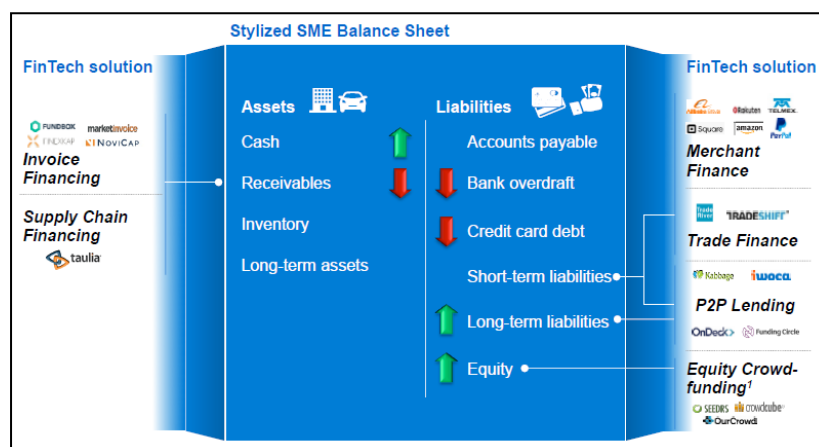 Stylized SME Balance Sheet
FinTech solution
FUNDBOX marketinvoice
FINEXKAP NOVICAP
Invoice
Financing
Supply Chain
Financing
taulia
Assets
Cash
Receivables
Inventory
Long-term assets
Liabilities
Accounts payable
Bank overdraft
Credit card debt
Short-term liabilities
Long-term liabilities
Equity
FinTech solution
Rakuten TELMEX
Square amazon PayPal
Merchant
Finance
Trade River TRADESHIFT
Trade Finance
Kabbage iwoca
P2P Lending
OnDeck Funding Circle
Equity Crowd-
funding¹
SEEDRS crowdcube
OurCrowd